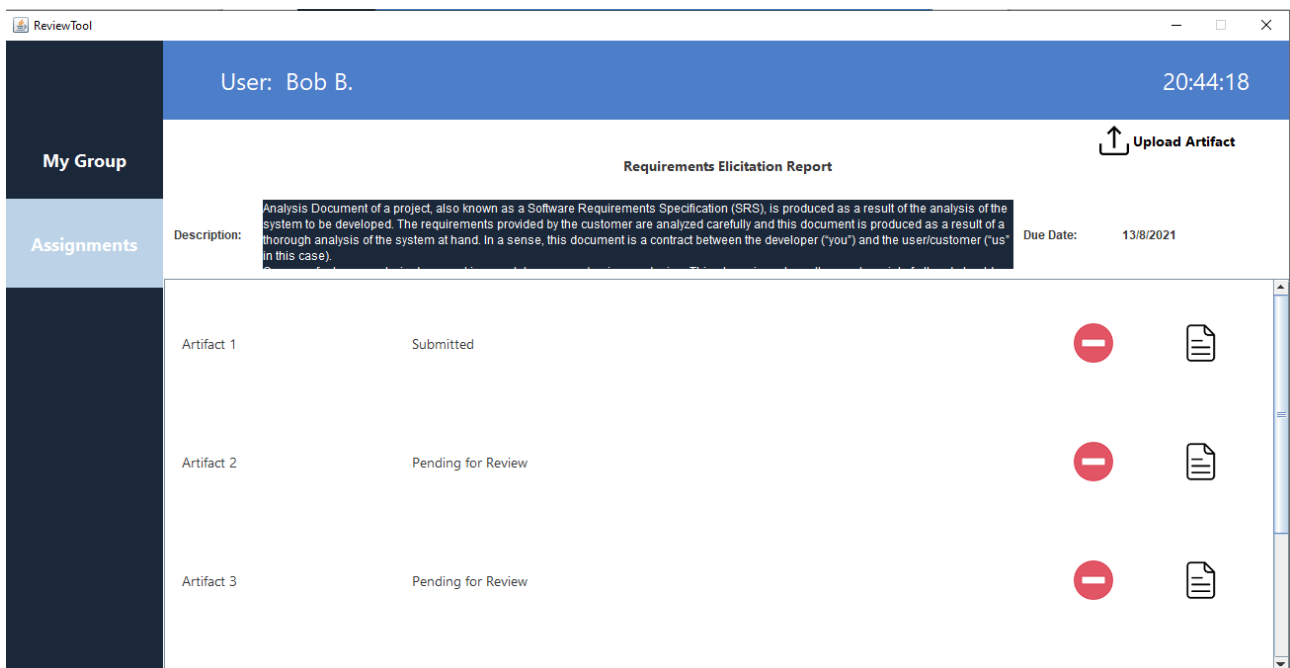 ReviewTool
User: Bob B.
20:44:18
My Group
Assignments
Upload Artifact
Requirements Elicitation Report
Description:
Analysis Document of a project, also known as a Software Requirements Specification (SRS), is produced as a result of the analysis of the
system to be developed. The requirements provided by the customer are analyzed carefully and this document is produced as a result of a
thorough analysis of the system at hand. In a sense, this document is a contract between the developer (“you”) and the user/customer (“us”
in this case).
Due Date: 13/8/2021
Artifact 1 Submitted
Artifact 2 Pending for Review
Artifact 3 Pending for Review